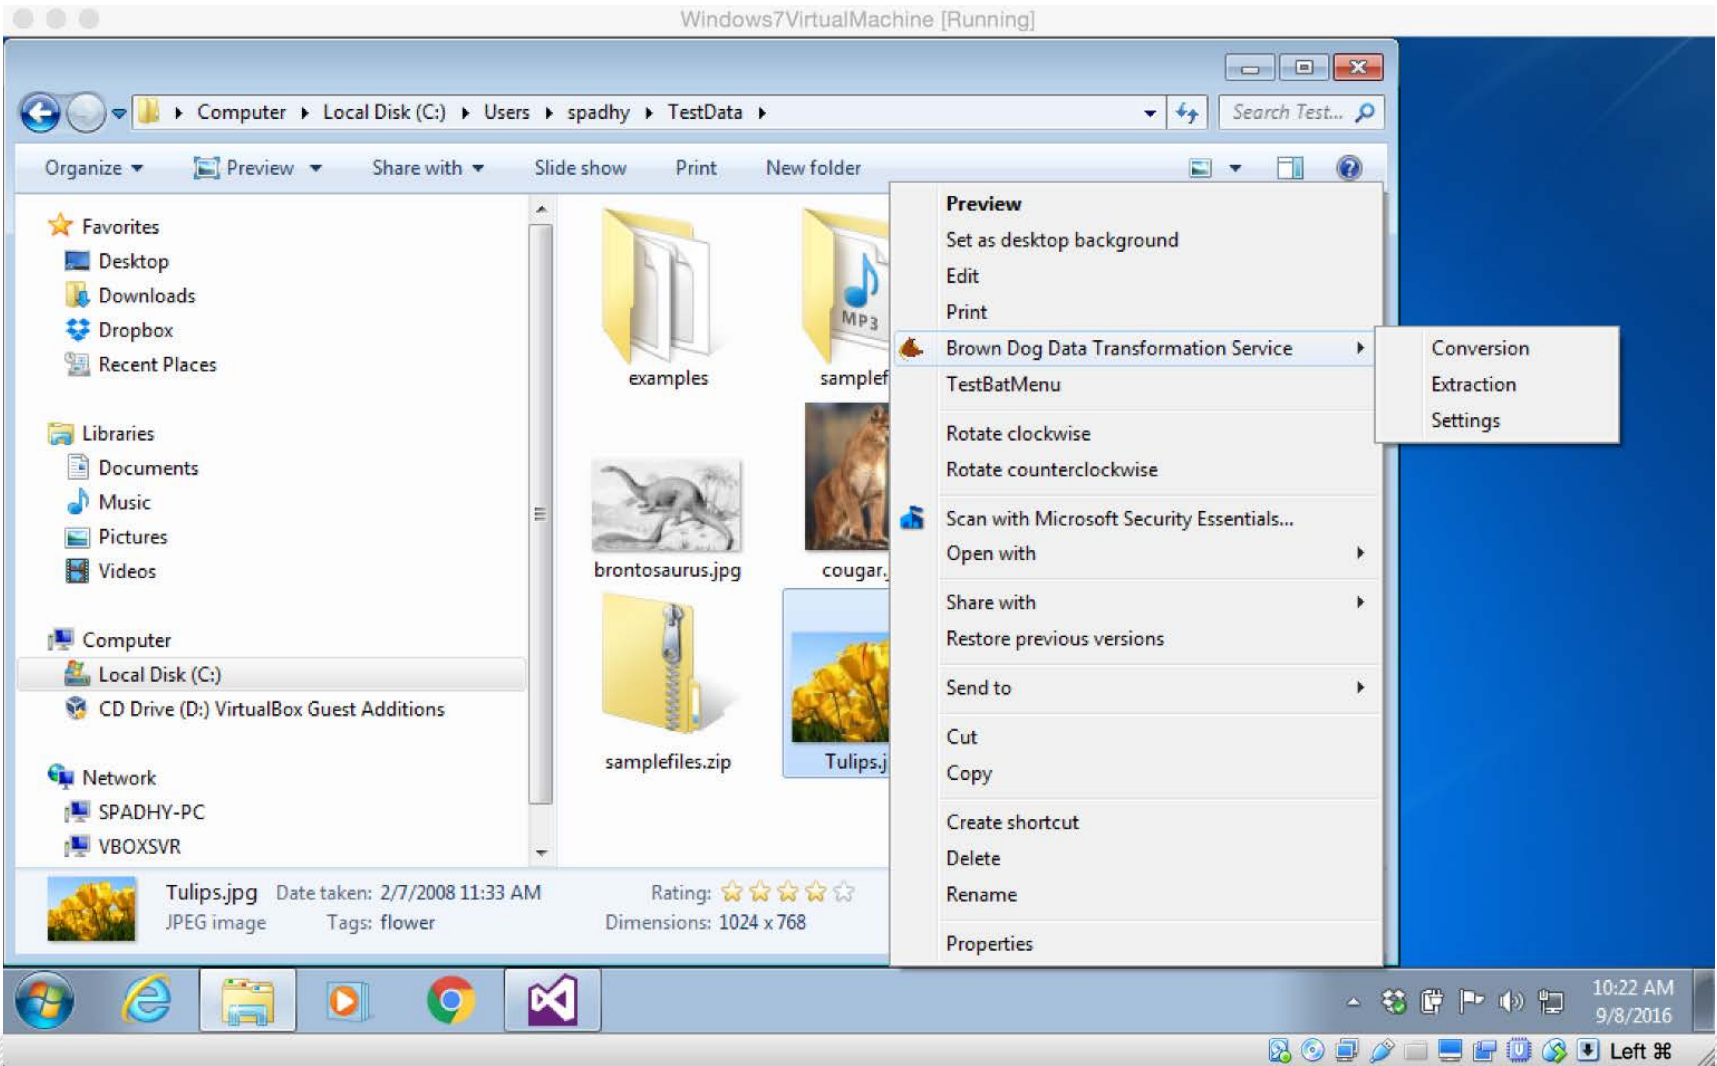 Windows7VirtualMachine [Running]
Computer Local Disk (C:) Users spadhy TestData
Search Test...
Organize Preview Share with Slide show Print New folder
Favorites
Desktop
Downloads
Dropbox
Recent Places
Libraries
Documents
Music
Pictures
Videos
Computer
Local Disk (C:)
CD Drive (D:) VirtualBox Guest Additions
Network
SPADHY-PC
VBOXSVR
MP3
examples
samplef
brontosaurus.jpg
cougar.j
samplefiles.zip
Tulips.j
Preview
Set as desktop background
Edit
Print
Brown Dog Data Transformation Service
TestBatMenu
Rotate clockwise
Rotate counterclockwise
Scan with Microsoft Security Essentials...
Open with
Share with
Restore previous versions
Send to
Cut
Copy
Create shortcut
Delete
Rename
Properties
Conversion
Extraction
Settings
Tulips.jpg Date taken: 2/7/2008 11:33 AM Rating:
JPEG image Tags: flower Dimensions: 1024 x 768
10:22 AM
9/8/2016
Left ⌘